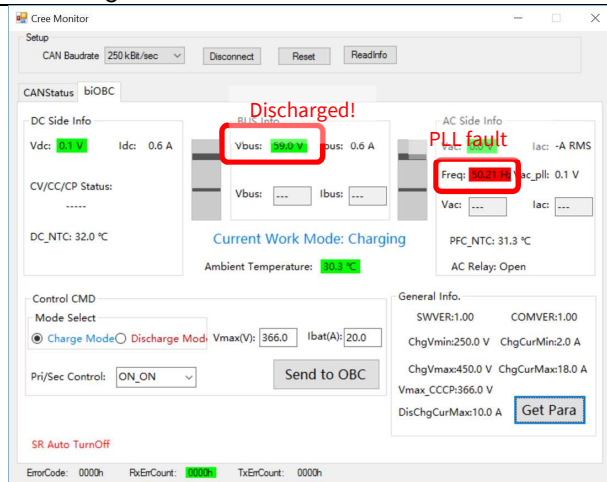 Cree Monitor
Setup
CAN Baudrate 250 kBit/sec Disconnect Reset ReadInfo
CANStatus biOBC
Discharged!
PLL fault
DC Side Info BUS Info AC Side Info
Vdc: 0.1 V Idc: 0.6 A Vbus: 59.0 V 0.6 A Vac: 0.0 V Iac: -A RMS
Freq: 50.21 Hz Vac_pll: 0.1 V
CV/CC/CP Status: Vbus: --- Ibus: --- Vac: --- Iac: ---
-----
DC_NTC: 32.0 ℃ Current Work Mode: Charging PFC_NTC: 31.3 ℃
Ambient Temperature: 30.3 ℃ AC Relay: Open
Control CMD General Info.
Mode Select SWVER:1.00 COMVER:1.00
Charge Mode Discharge Mode Vmax(V): 366.0 Ibat(A): 20.0 ChgVmin:250.0 V ChgCurMin:2.0 A
Pri/Sec Control: ON_ON Send to OBC ChgVmax:450.0 V ChgCurMax:18.0 A
Vmax_CCCP:366.0 V
DisChgCurMax:10.0 A Get Para
SR Auto TurnOff
ErrorCode: 0000h RxErrCount: 0000h TxErrCount: 0000h